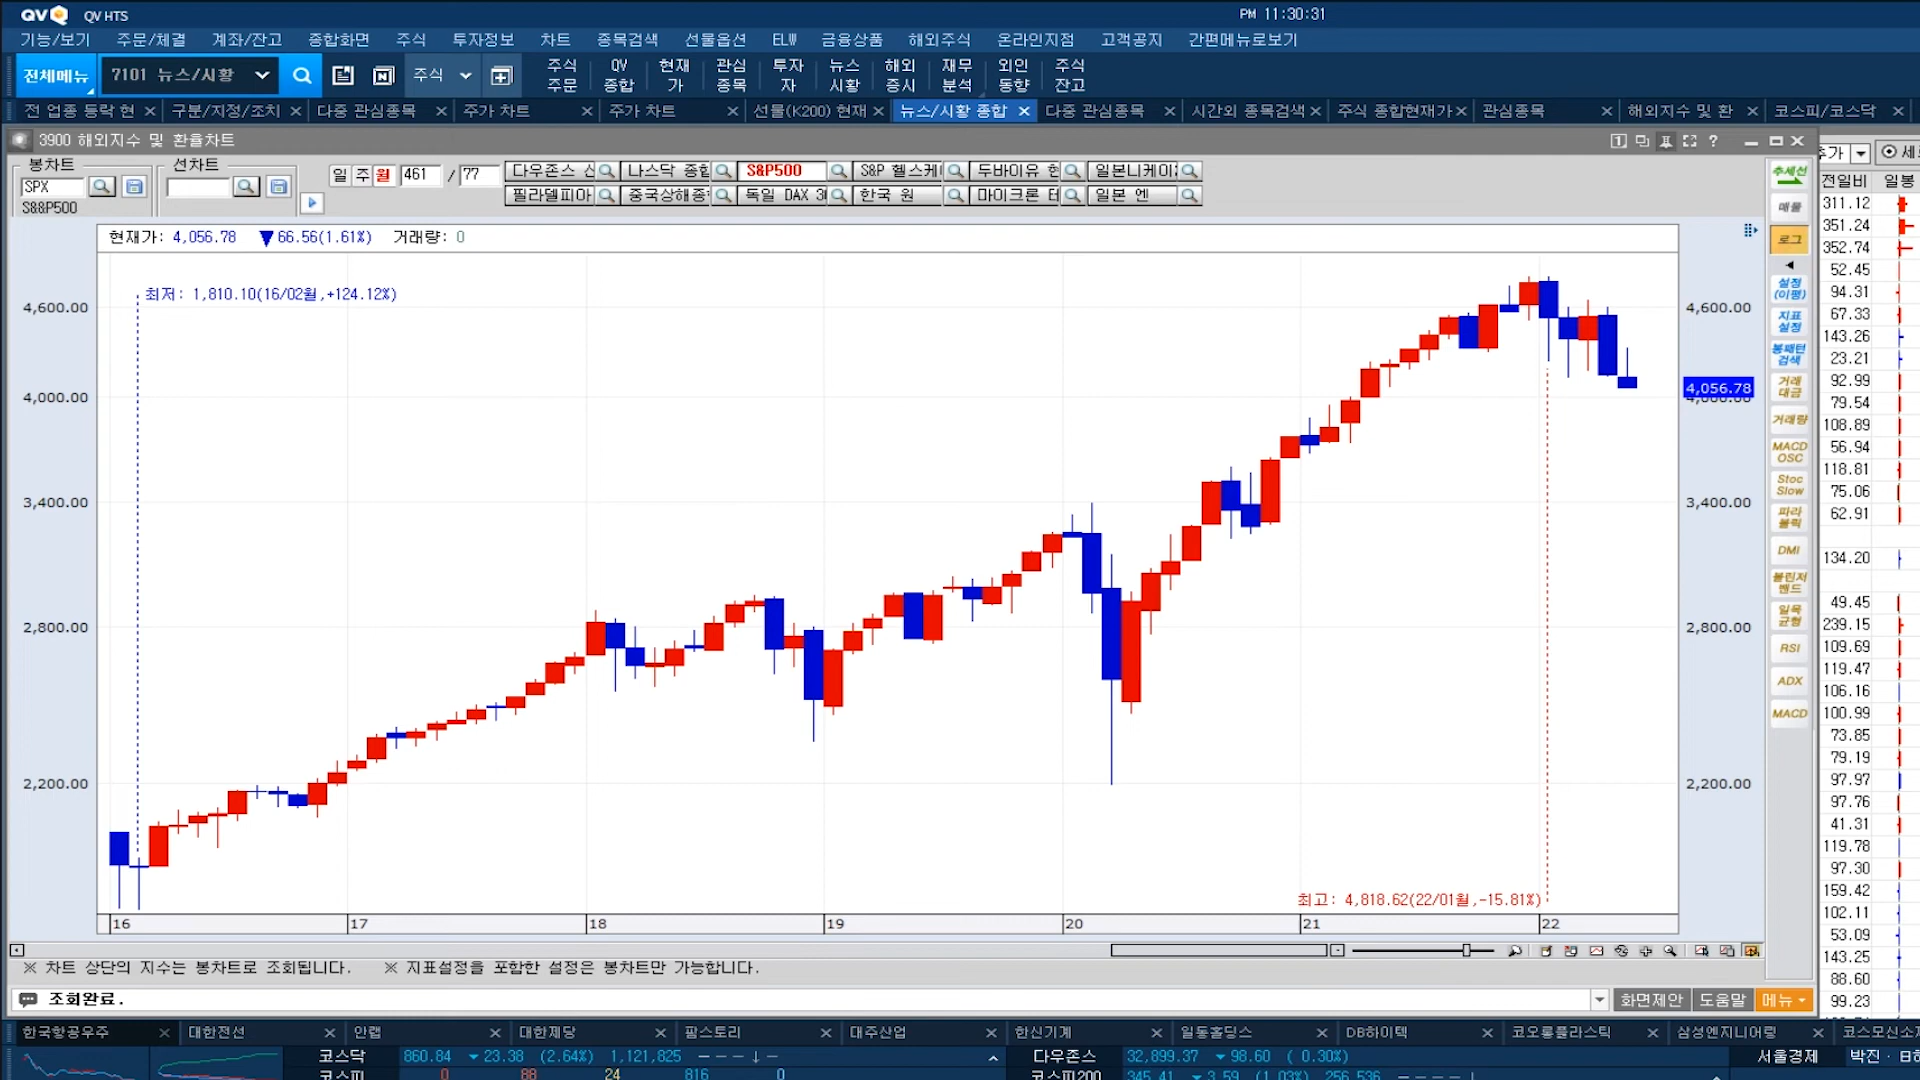 QV QV HTS PM 11:30:31
기능/보기 주문/체결 계좌/잔고 종합화면 주식 투자정보 차트 종목검색 선물옵션 ELW 금융상품 해외주식 온라인지점 고객공지 간편메뉴로보기
전체메뉴 7101 뉴스/시황 주식 주식 주문 QV 종합 현재 가 관심 종목 투자 자 뉴스 시황 해외 증시 재무 분석 외인 동향 주식 잔고
전 업종 등락 현 구분/지정/조치 다중 관심종목 주가 차트 주가 차트 선물(K200) 현재 뉴스/시황 종합 다중 관심종목 시간외 종목검색 주식 종합현재가 관심종목 해외지수 및 환 코스피/코스닥
3900 해외지수 및 환율차트
봉차트 선차트
SPX 일 주 월 461 / 77
S&&P500
다우존스 나스닥 종합 S&P500 S&P 헬스케 두바이유 현 일본니케이
필라델피아 중국상해종 독일 DAX 한국 원 마이크론 일본 엔
현재가: 4,056.78 ▼ 66.56(1.61%) 거래량: 0
최저: 1,810.10(16/02월,+124.12%)
4,600.00 4,600.00
4,056.78
4,000.00 4,000.00
3,400.00 3,400.00
2,800.00 2,800.00
2,200.00 2,200.00
최고: 4,818.62(22/01월,-15.81%)
16 17 18 19 20 21 22
추세선
매물
로그
설정 (이평)
지표 설정
봉패턴 검색
거래 대금
거래량
MACD OSC
Stoc Slow
파라 볼릭
DMI
볼린저 밴드
일목 균형
RSI
ADX
MACD
전일비 일봉
311.12
351.24
352.74
52.45
94.31
67.33
143.26
23.21
92.99
79.54
108.89
56.94
118.81
75.06
62.91
134.20
49.45
239.15
109.69
119.47
106.16
100.99
73.85
79.19
97.97
97.76
41.31
119.78
97.30
159.42
102.11
53.09
143.25
88.60
99.23
※ 차트 상단의 지수는 봉차트로 조회됩니다. ※ 지표설정을 포함한 설정은 봉차트만 가능합니다.
조회완료. 화면제안 도움말 메뉴
한국항공우주 대한전선 안랩 대한제당 팜스토리 대주산업 한신기계 일동홀딩스 DB하이텍 코오롱플라스틱 삼성엔지니어링 코스모신소
코스닥 860.84 ▼ 23.38 (2.64%) 1,121,825 다우존스 32,899.37 ▼ 98.60 ( 0.30%) 서울경제 박진
코스피 0 88 24 816 0 코스피200 345.41 ▼ 3.59 (1.03%) 256,536